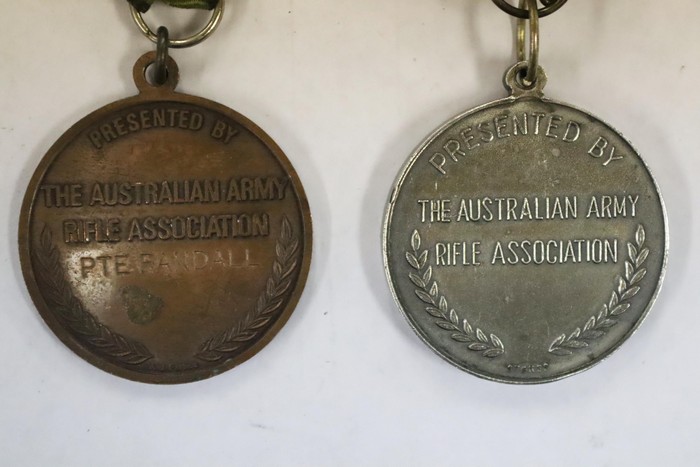 PRESENTED BY
THE AUSTRALIAN ARMY
RIFLE ASSOCIATION
PTE RANDALL
PRESENTED BY
THE AUSTRALIAN ARMY
RIFLE ASSOCIATION